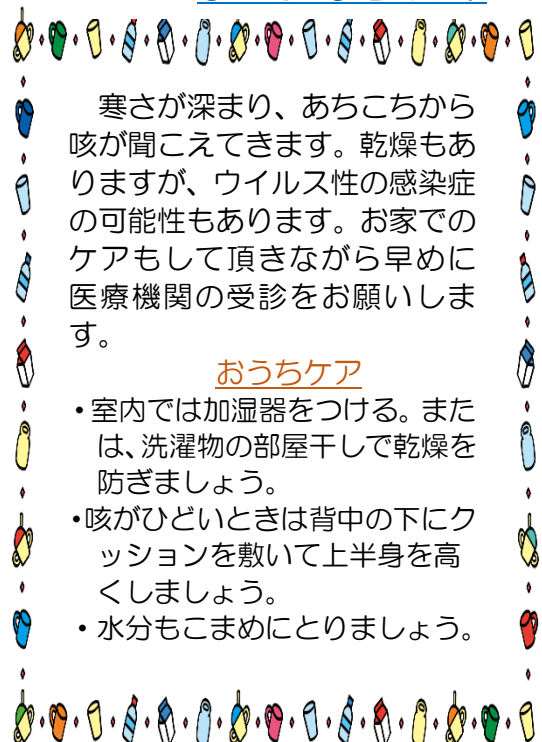 寒さが深まり、あちこちから
咳が聞こえてきます。乾燥もあ
りますが、ウイルス性の感染症
の可能性もあります。お家での
ケアもして頂きながら早めに
医療機関の受診をお願いしま
す。
おうちケア
・室内では加湿器をつける。また
は、洗濯物の部屋干しで乾燥を
防ぎましょう。
・咳がひどいときは背中の下にク
ッションを敷いて上半身を高
くしましょう。
・水分もこまめにとりましょう。